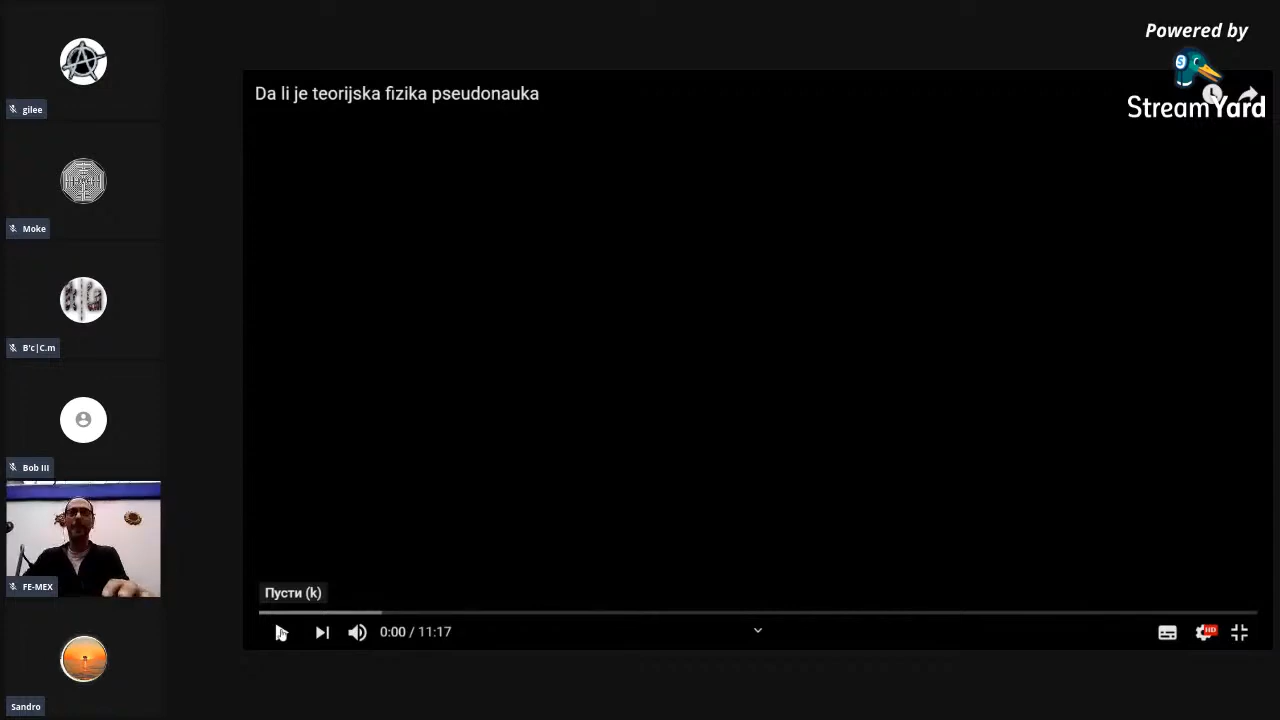 Powered by
StreamYard
Da li je teorijska fizika pseudonauka
gilee
Moke
B'c|C.m
Bob III
FE-MEX
Sandro
Пусти (k)
0:00 / 11:17
HD